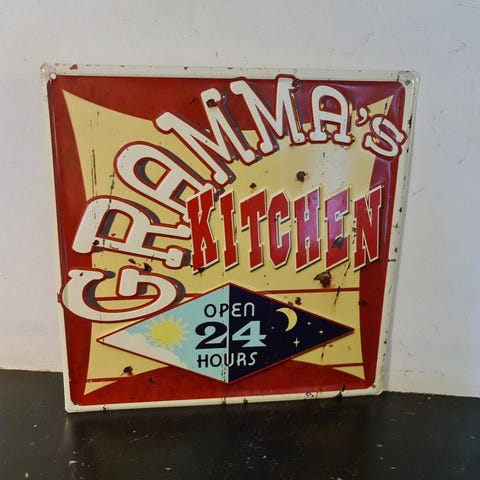 GRAMMA's
KITCHEN
OPEN
24
HOURS